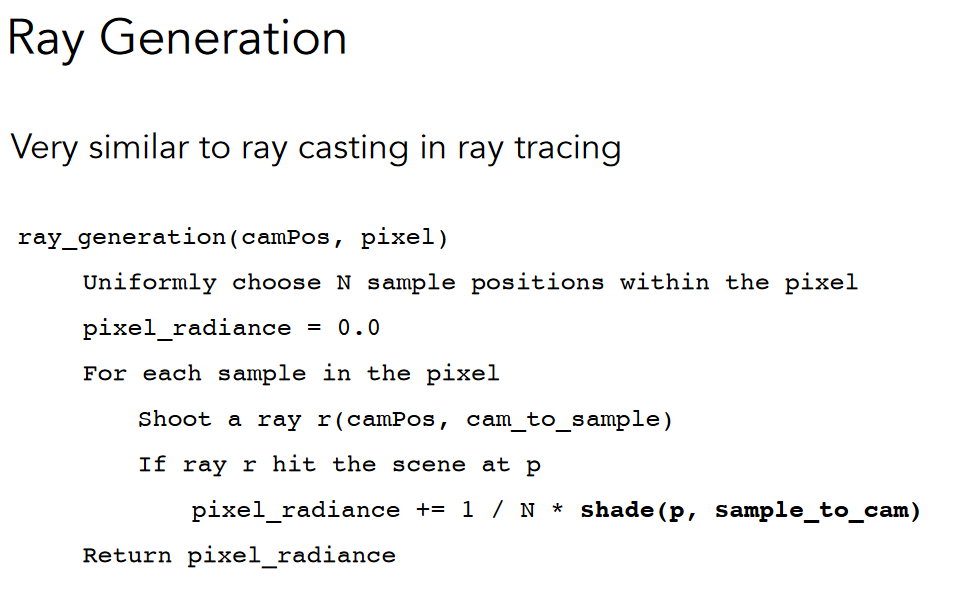 Ray Generation
Very similar to ray casting in ray tracing
ray_generation(camPos, pixel)
Uniformly choose N sample positions within the pixel
pixel_radiance = 0.0
For each sample in the pixel
Shoot a ray r(camPos, cam_to_sample)
If ray r hit the scene at p
pixel_radiance += 1 / N * shade(p, sample_to_cam)
Return pixel_radiance